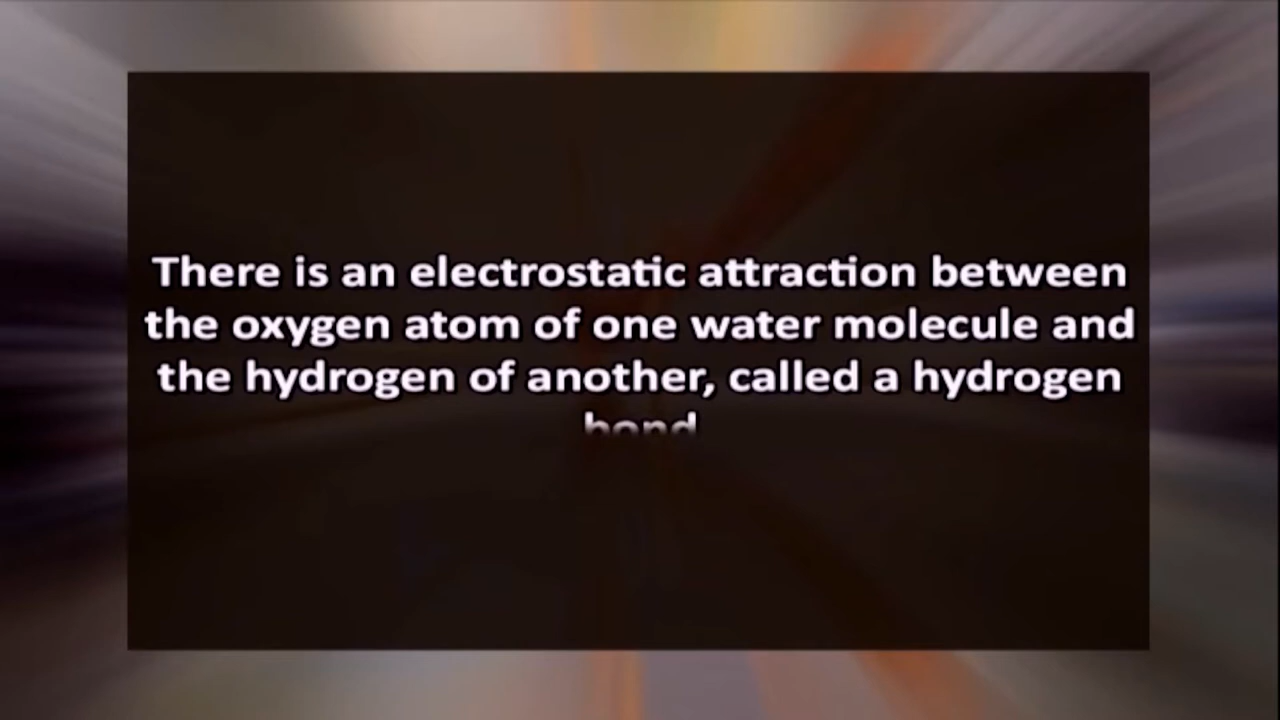 There is an electrostatic attraction between
the oxygen atom of one water molecule and
the hydrogen of another, called a hydrogen
bond